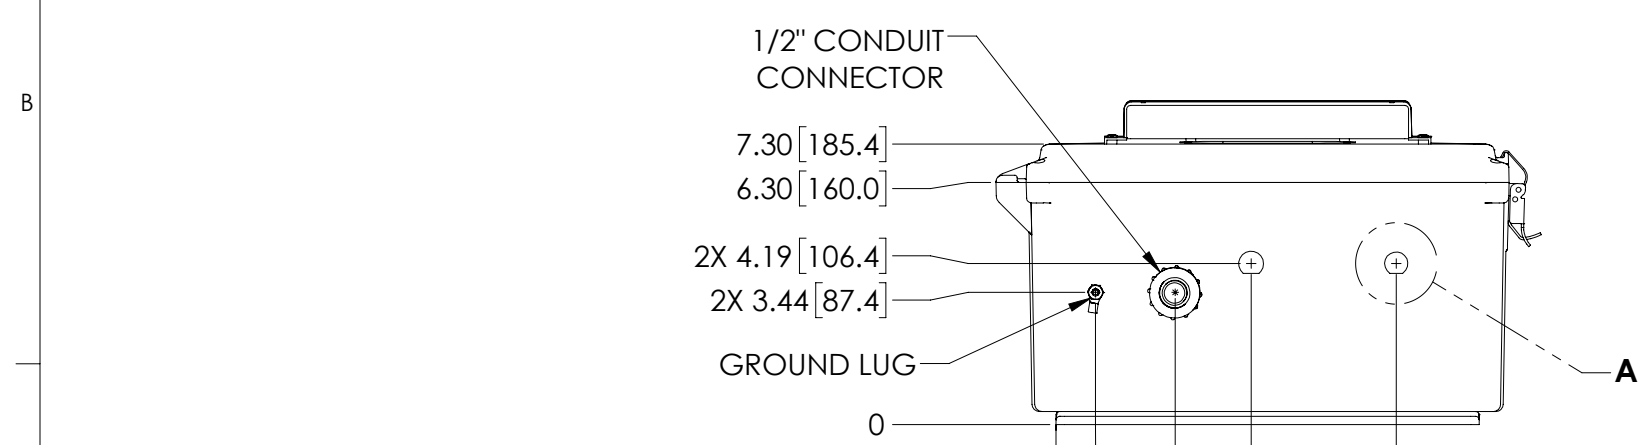 1/2" CONDUIT
CONNECTOR
B
7.30[185.4]
6.30[160.0]
2X 4.19[106.4]
2X 3.44[87.4]
GROUND LUG
A
0